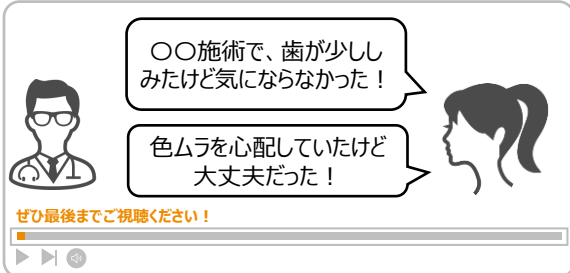 〇〇施術で、歯が少しし
みたけど気にならなかった！
色ムラを心配していたけど
大丈夫だった！
ぜひ最後までご視聴ください！